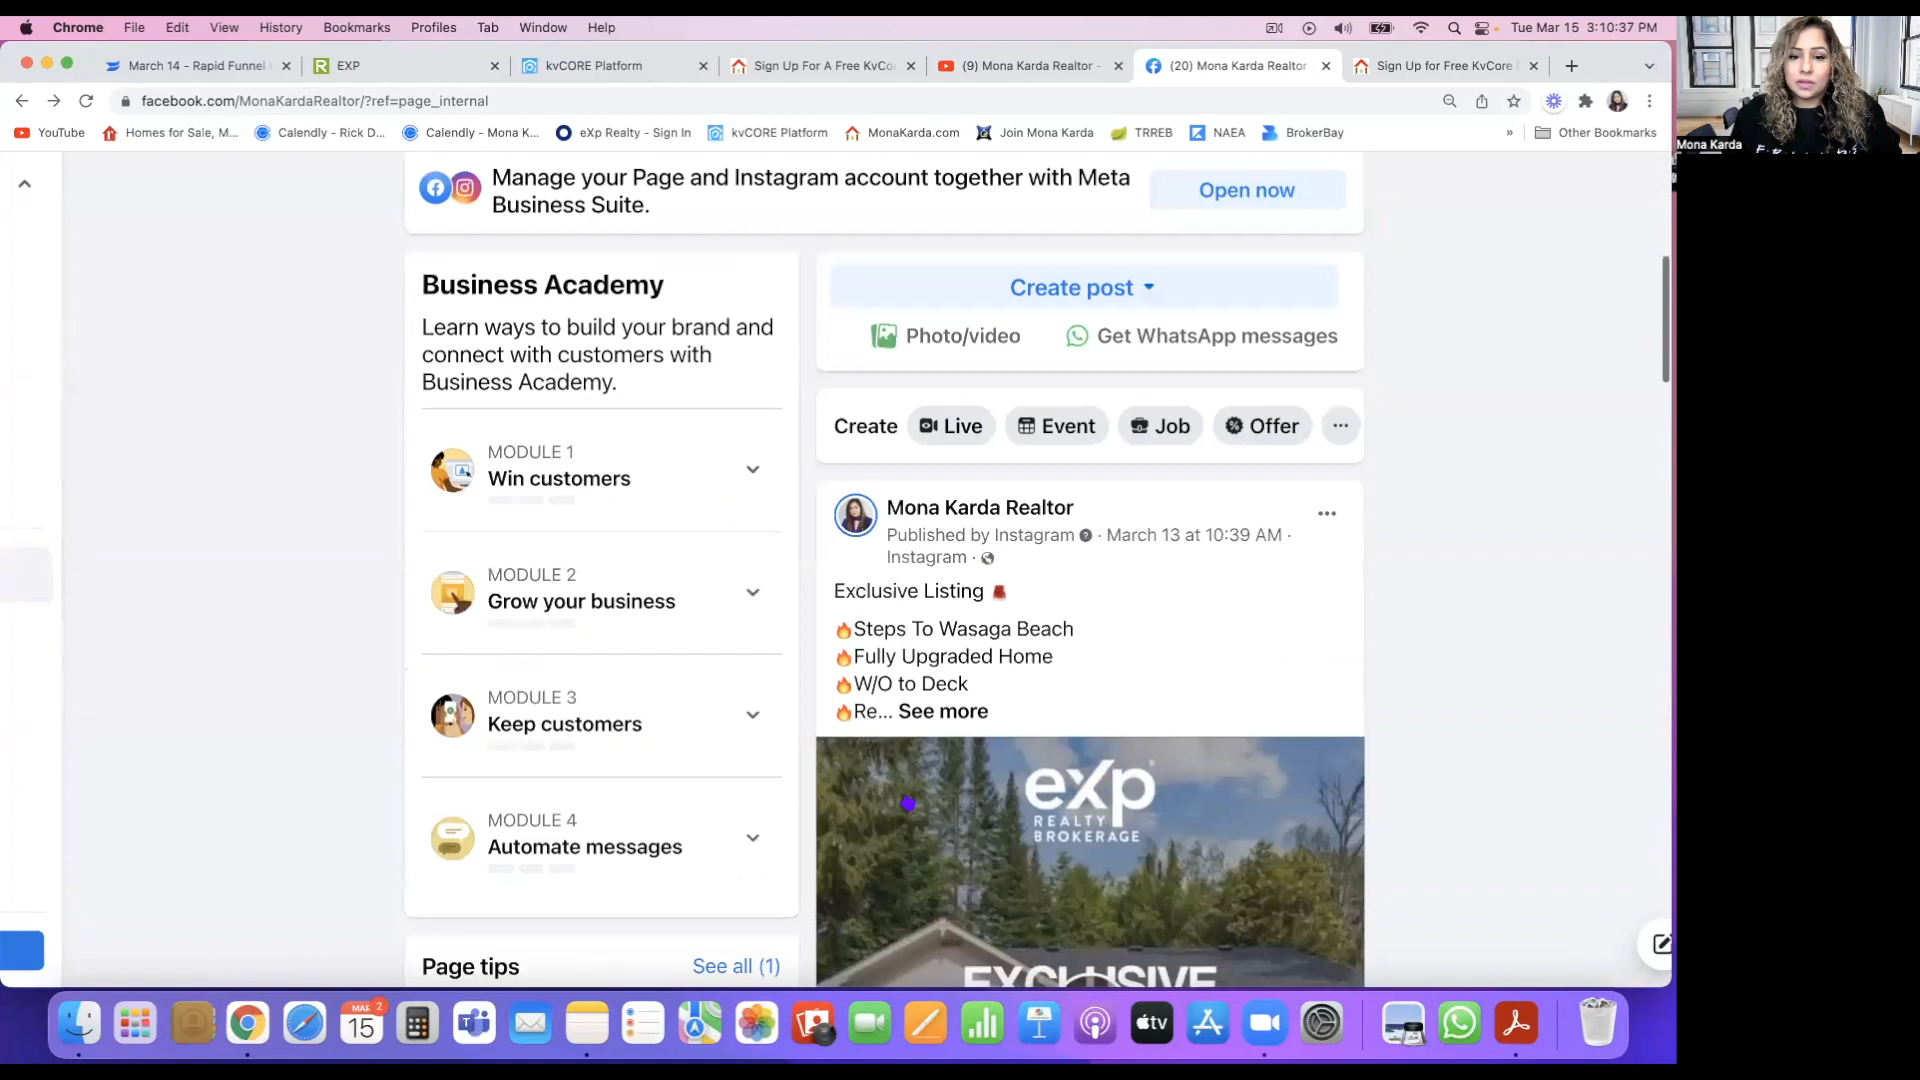 Chrome File Edit View History Bookmarks Profiles Tab Window Help Tue Mar 15 3:10:37 PM
March 14 - Rapid Funnel EXP kvCORE Platform Sign Up For A Free KvCo (9) Mona Karda Realtor - (20) Mona Karda Realtor Sign Up for Free KvCore
facebook.com/MonaKardaRealtor/?ref=page_internal
YouTube Homes for Sale, M... Calendly - Rick D... Calendly - Mona K... eXp Realty - Sign In kvCORE Platform MonaKarda.com Join Mona Karda TRREB NAEA BrokerBay » Other Bookmarks
Mona Karda
Manage your Page and Instagram account together with Meta
Business Suite.
Open now
Business Academy
Learn ways to build your brand and
connect with customers with
Business Academy.
MODULE 1
Win customers
MODULE 2
Grow your business
MODULE 3
Keep customers
MODULE 4
Automate messages
Page tips See all (1)
Create post
Photo/video Get WhatsApp messages
Create Live Event Job Offer ...
Mona Karda Realtor
Published by Instagram · March 13 at 10:39 AM ·
Instagram ·
Exclusive Listing
🔥Steps To Wasaga Beach
🔥Fully Upgraded Home
🔥W/O to Deck
🔥Re... See more
eXp
REALTY
BROKERAGE
EXCLUSIVE
MAR 2
15
tv